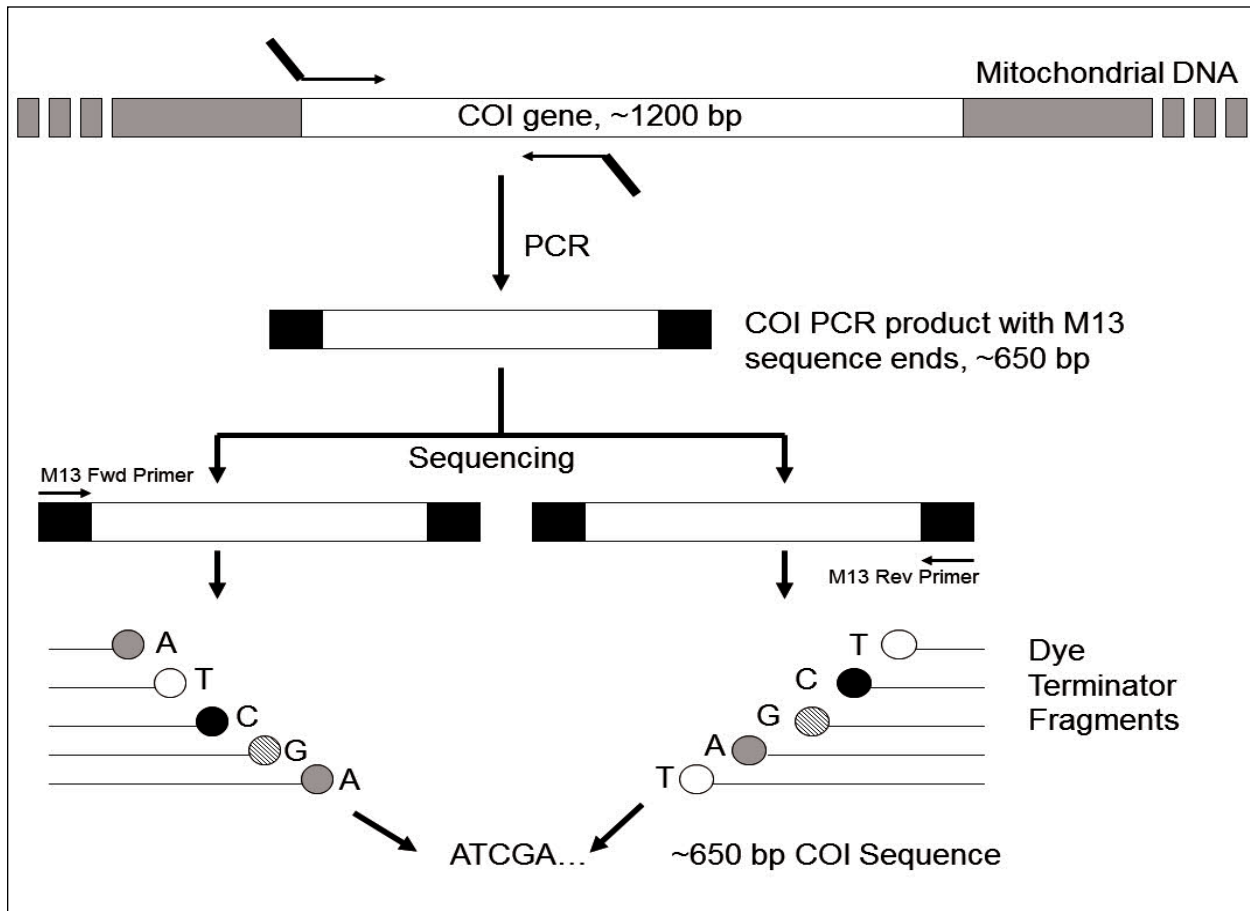 Mitochondrial DNA
COI gene, ~1200 bp
PCR
COI PCR product with M13
sequence ends, ~650 bp
Sequencing
M13 Fwd Primer
M13 Rev Primer
A
T
C
G
A
T
C
G
A
T
Dye
Terminator
Fragments
ATCGA...
~650 bp COI Sequence